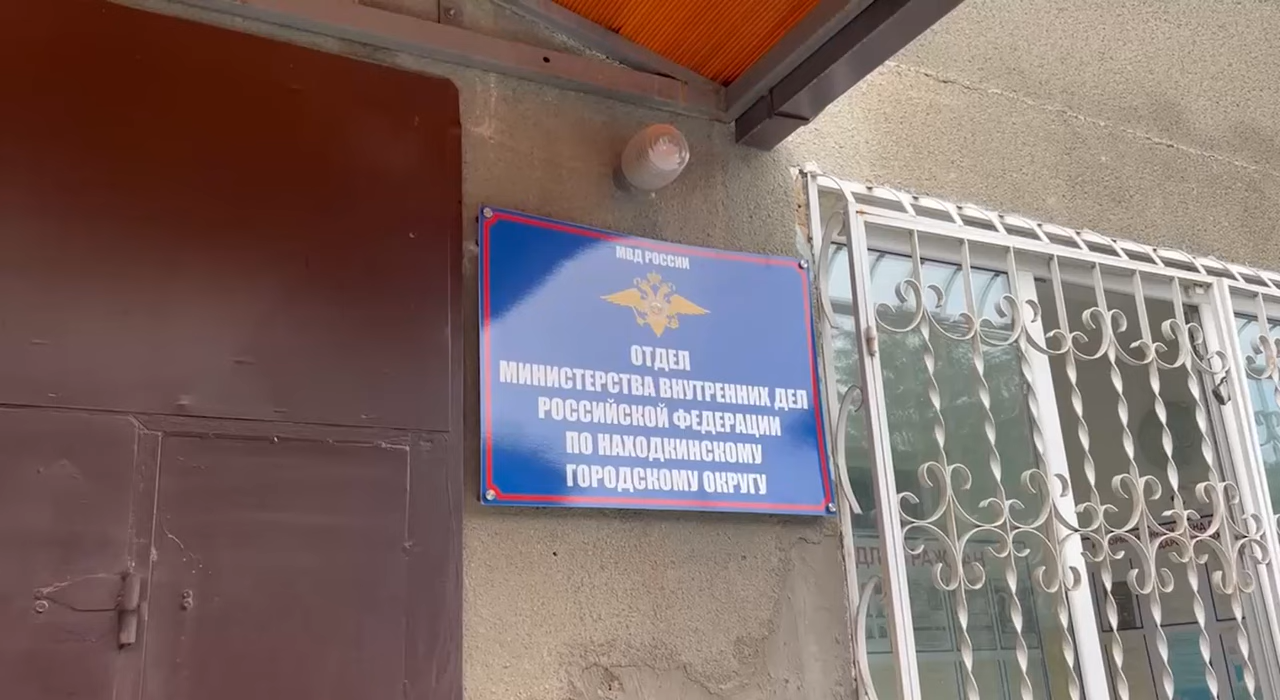 МВД РОССИИ
ОТДЕЛ
МИНИСТЕРСТВА ВНУТРЕННИХ ДЕЛ
РОССИЙСКОЙ ФЕДЕРАЦИИ
ПО НАХОДКИНСКОМУ
ГОРОДСКОМУ ОКРУГУ